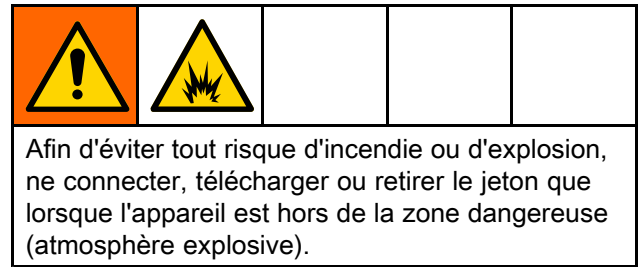 Afin d'éviter tout risque d'incendie ou d'explosion,
ne connecter, télécharger ou retirer le jeton que
lorsque l'appareil est hors de la zone dangereuse
(atmosphère explosive).